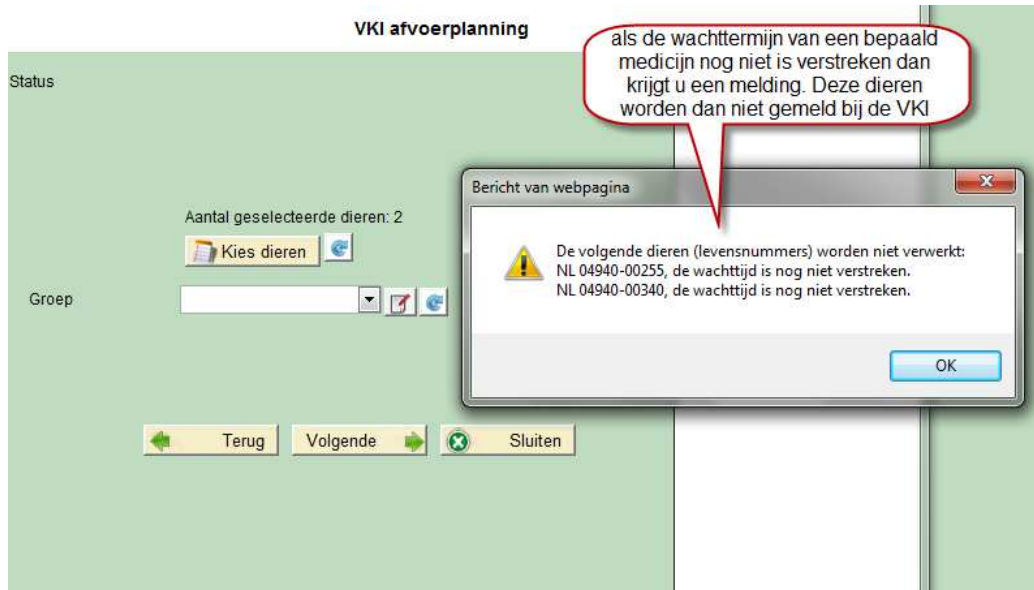 VKI afvoerplanning
als de wachttermijn van een bepaald
medicijn nog niet is verstreken dan
krijgt u een melding. Deze dieren
worden dan niet gemeld bij de VKI
Status
Bericht van webpagina
Aantal geselecteerde dieren: 2
Kies dieren
De volgende dieren (levensnummers) worden niet verwerkt:
NL 04940-00255, de wachttijd is nog niet verstreken.
NL 04940-00340, de wachttijd is nog niet verstreken.
Groep
OK
Terug Volgende Sluiten